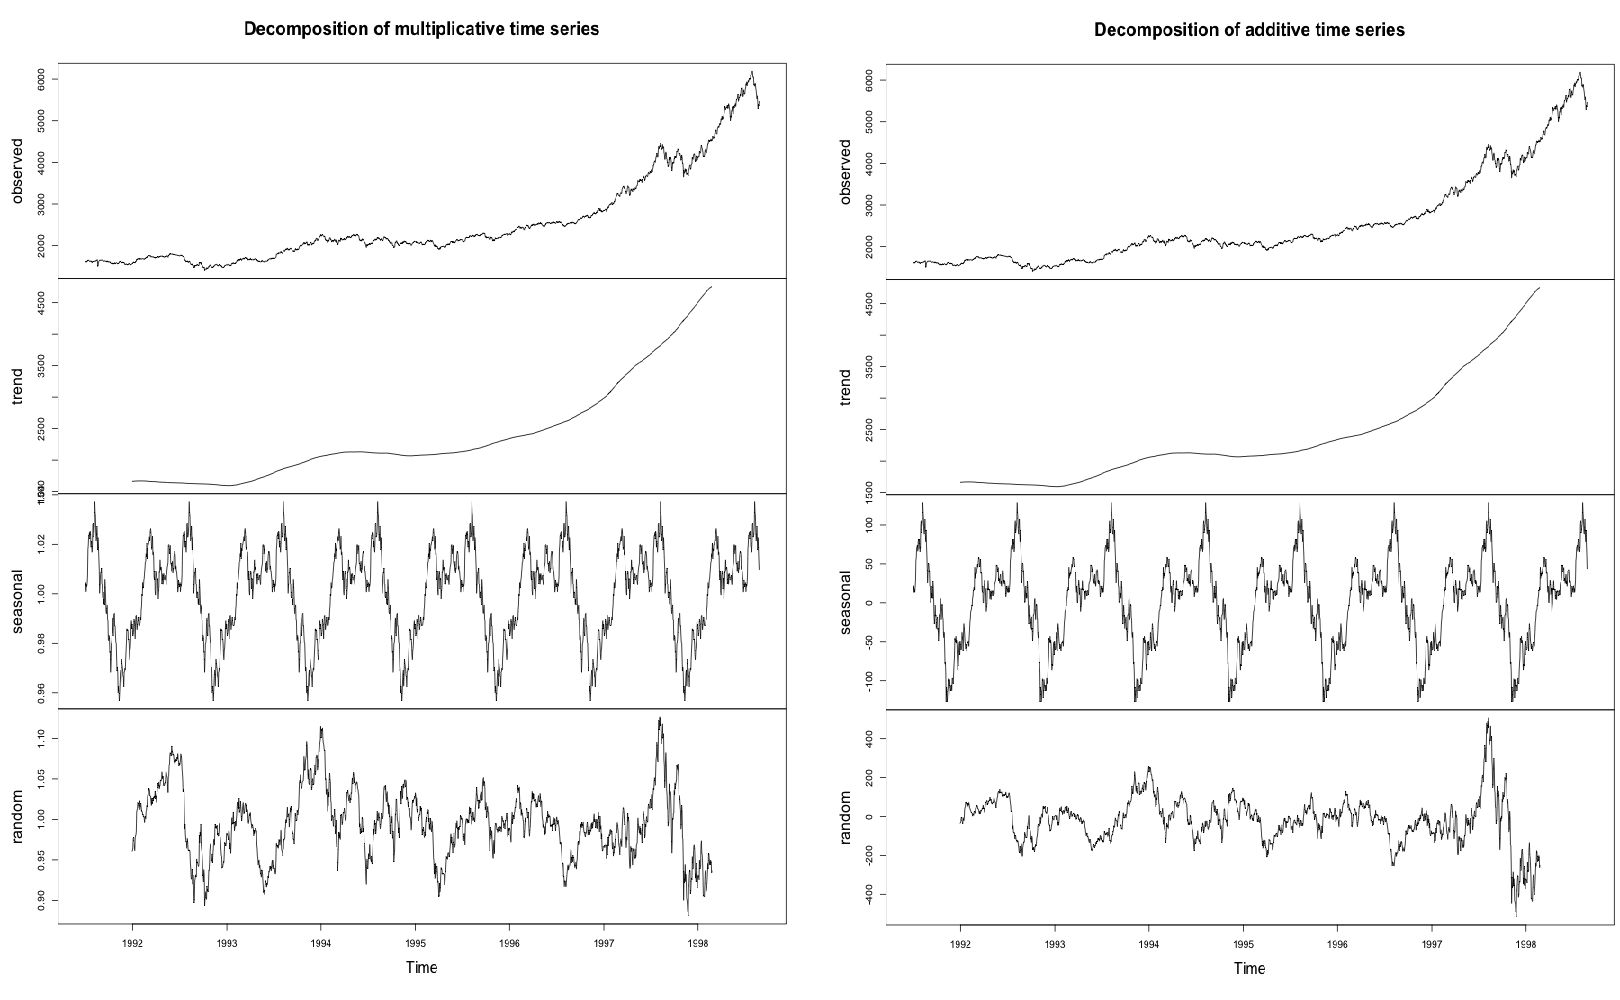 Decomposition of multiplicative time series
observed
6000
5000
4000
3000
2000
trend
4500
3500
2500
seasonal
1.02
1.00
0.98
0.96
random
1.10
1.05
1.00
0.95
0.90
1992 1993 1994 1995 1996 1997 1998
Time
Decomposition of additive time series
observed
6000
5000
4000
3000
2000
trend
4500
3500
2500
1500
seasonal
100
50
0
-50
-100
random
400
200
0
-200
-400
1992 1993 1994 1995 1996 1997 1998
Time